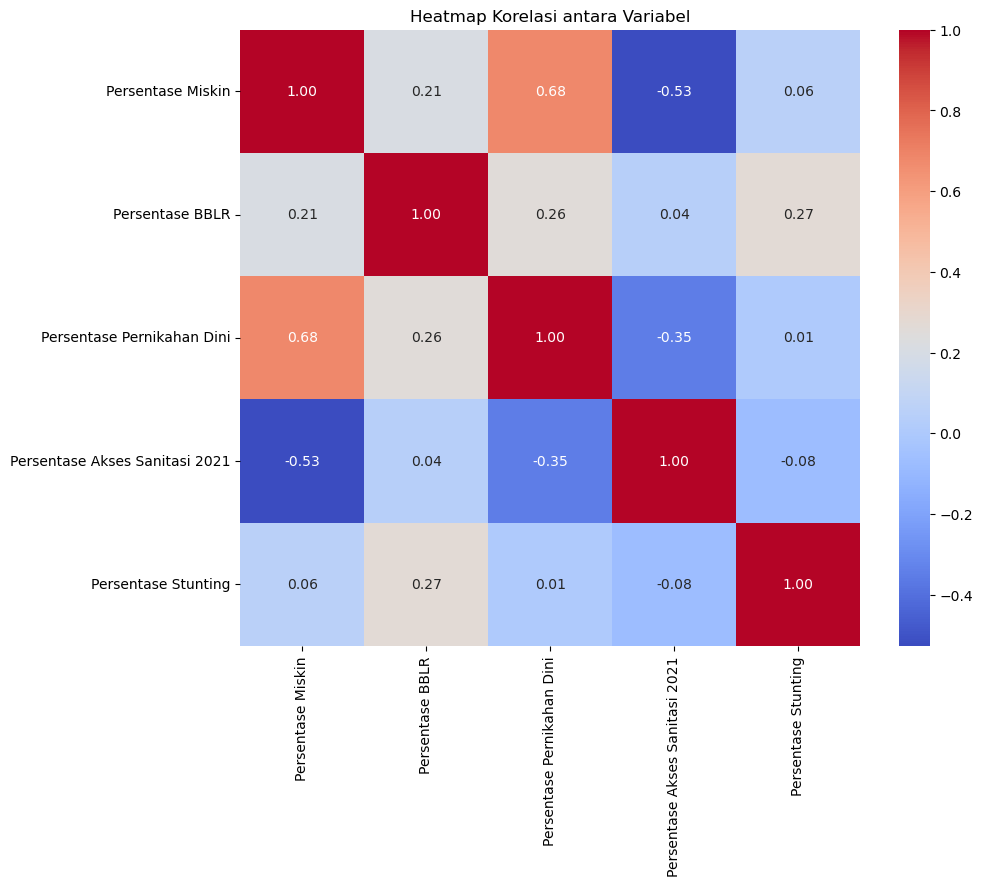 Heatmap Korelasi antara Variabel
Persentase Miskin
1.00 0.21 0.68 -0.53 0.06
Persentase BBLR
0.21 1.00 0.26 0.04 0.27
Persentase Pernikahan Dini
0.68 0.26 1.00 -0.35 0.01
Persentase Akses Sanitasi 2021
-0.53 0.04 -0.35 1.00 -0.08
Persentase Stunting
0.06 0.27 0.01 -0.08 1.00
Persentase Miskin
Persentase BBLR
Persentase Pernikahan Dini
Persentase Akses Sanitasi 2021
Persentase Stunting
1.0
0.8
0.6
0.4
0.2
0.0
−0.2
−0.4